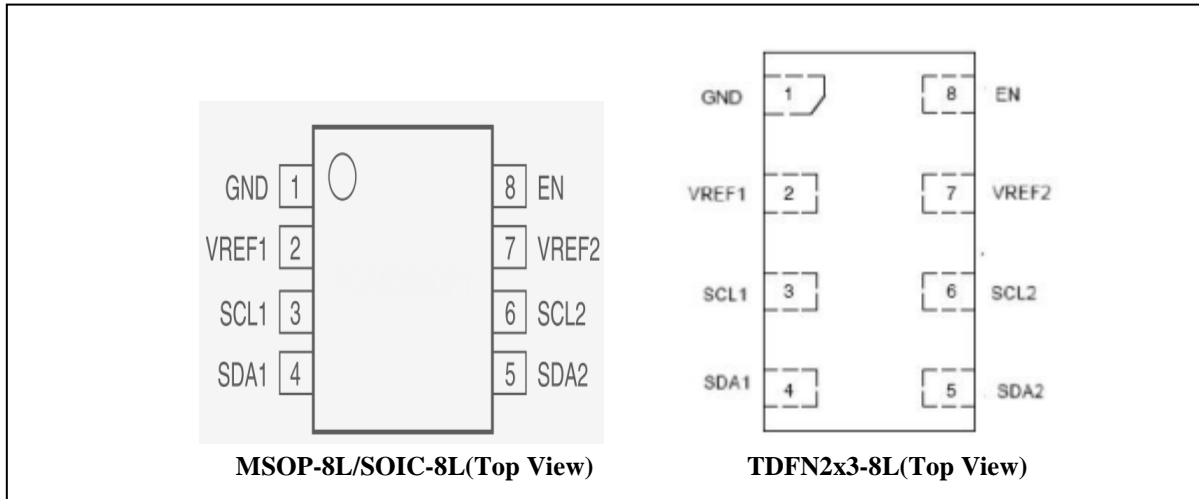 GND 1 8 EN
VREF1 2 7 VREF2
SCL1 3 6 SCL2
SDA1 4 5 SDA2
MSOP-8L/SOIC-8L(Top View)
GND 1 8 EN
VREF1 2 7 VREF2
SCL1 3 6 SCL2
SDA1 4 5 SDA2
TDFN2x3-8L(Top View)